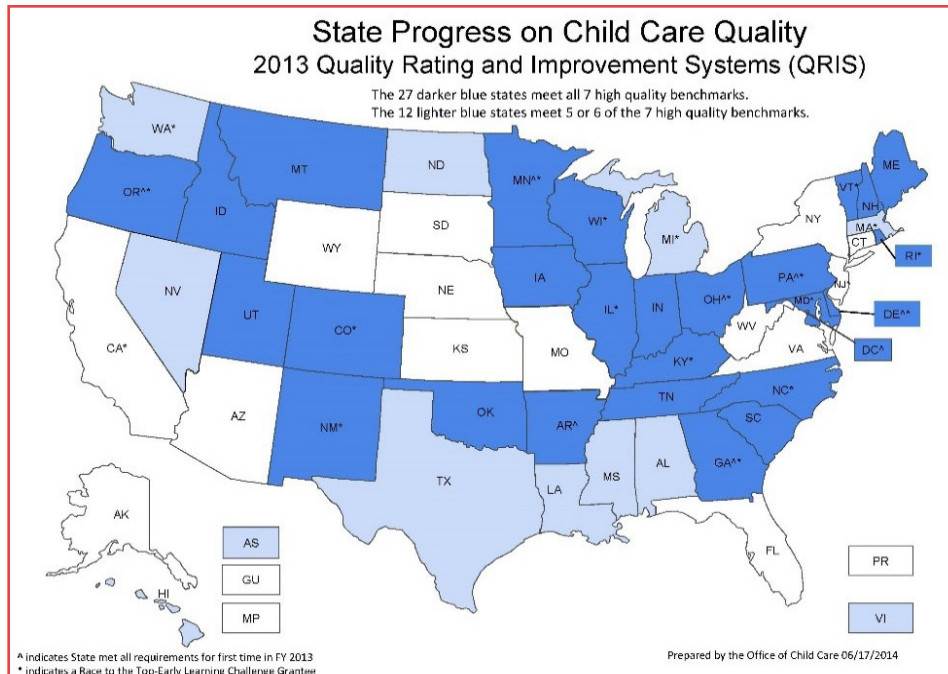 State Progress on Child Care Quality
2013 Quality Rating and Improvement Systems (QRIS)
The 27 darker blue states meet all 7 high quality benchmarks.
The 12 lighter blue states meet 5 or 6 of the 7 high quality benchmarks.
WA*
MT
ND
MN^*
ME
VT*
NH
OR^*
ID
WI*
SD
NY
MI*
MA*
WY
CT
RI*
IA
PA^*
NJ*
NE
NV
OH^*
IL*
IN
MD*
DE^*
UT
CO*
WV
KS
MO
VA
DC^
CA*
KY*
NC*
TN
OK
AZ
NM*
AR^
SC
MS
AL
GA^*
TX
LA
AK
FL
AS
PR
GU
HI
MP
VI
^ indicates State met all requirements for first time in FY 2013
Prepared by the Office of Child Care 06/17/2014
* indicates a Race to the Top-Early Learning Challenge Grantee